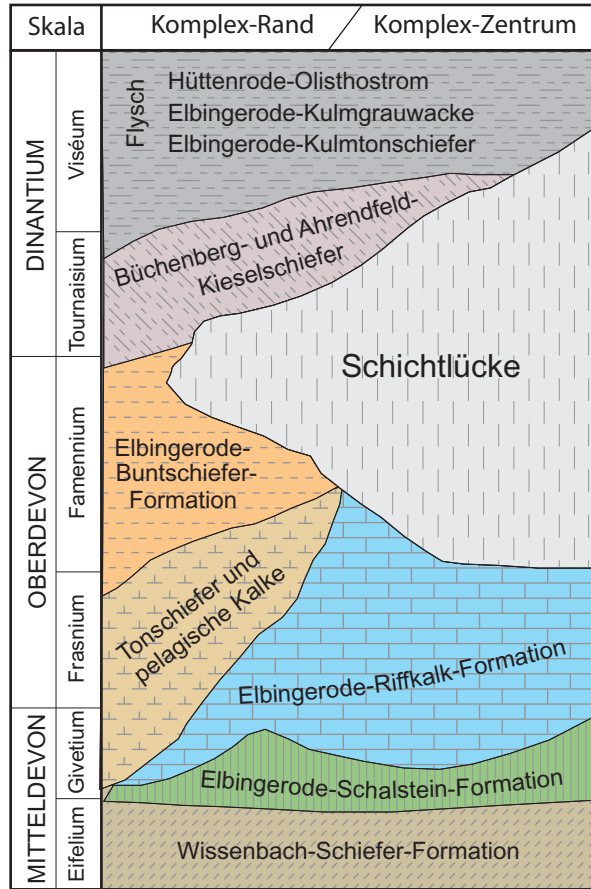 Skala
Komplex-Rand
Komplex-Zentrum
DINANTIUM
Viséum
Tournaisium
OBERDEVON
Famennium
Frasnium
MITTELDEVON
Givetium
Eifelium
Flysch
Hüttenrode-Olisthostrom
Elbingerode-Kulmgrauwacke
Elbingerode-Kulmtonschiefer
Büchenberg- und Ahrendfeld-
Kieselschiefer
Schichtlücke
Elbingerode-
Buntschiefer-
Formation
Tonschiefer und
pelagische Kalke
Elbingerode-Riffkalk-Formation
Elbingerode-Schalstein-Formation
Wissenbach-Schiefer-Formation